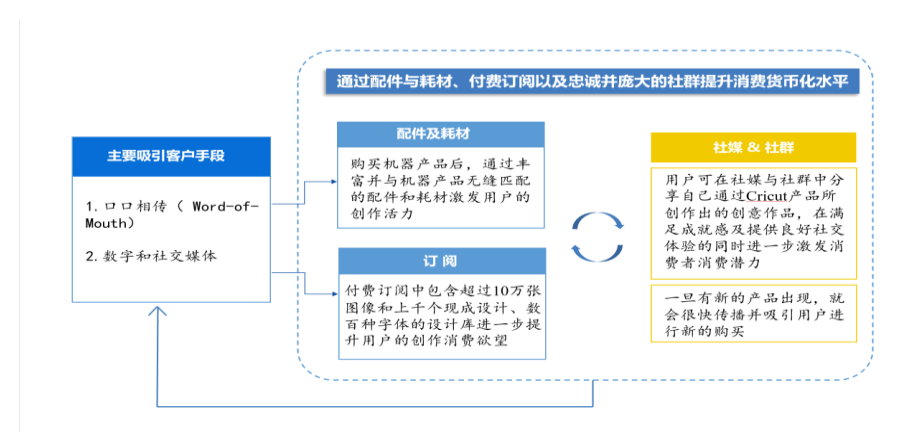 通过配件与耗材、付费订阅以及忠诚并庞大的社群提升消费货币化水平
主要吸引客户手段
1.口口相传（ Word-of-
Mouth）
2.数字和社交媒体
配件及耗材
购买机器产品后，通过丰
富并与机器产品无缝匹配
的配件和耗材激发用户的
创作活力
订 阅
付费订阅中包含超过10万张
图像和上千个现成设计、数
百种字体的设计库进一步提
升用户的创作消费欲望
社媒 & 社群
用户可在社媒与社群中分
享自己通过Cricut产品所
创作出的创意作品，在满
足成就感及提供良好社交
体验的同时进一步激发消
费者消费潜力
一旦有新的产品出现，就
会很快传播并吸引用户进
行新的购买